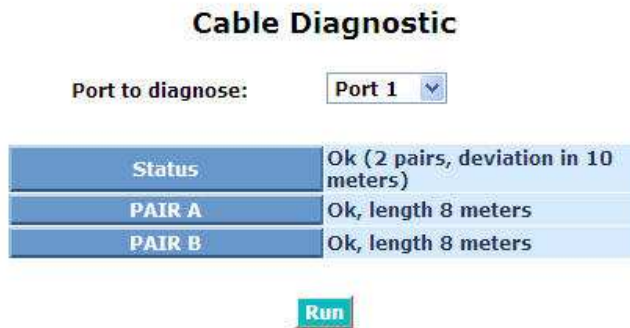 Cable Diagnostic
Port to diagnose: Port 1
Status Ok (2 pairs, deviation in 10
meters)
PAIR A Ok, length 8 meters
PAIR B Ok, length 8 meters
Run